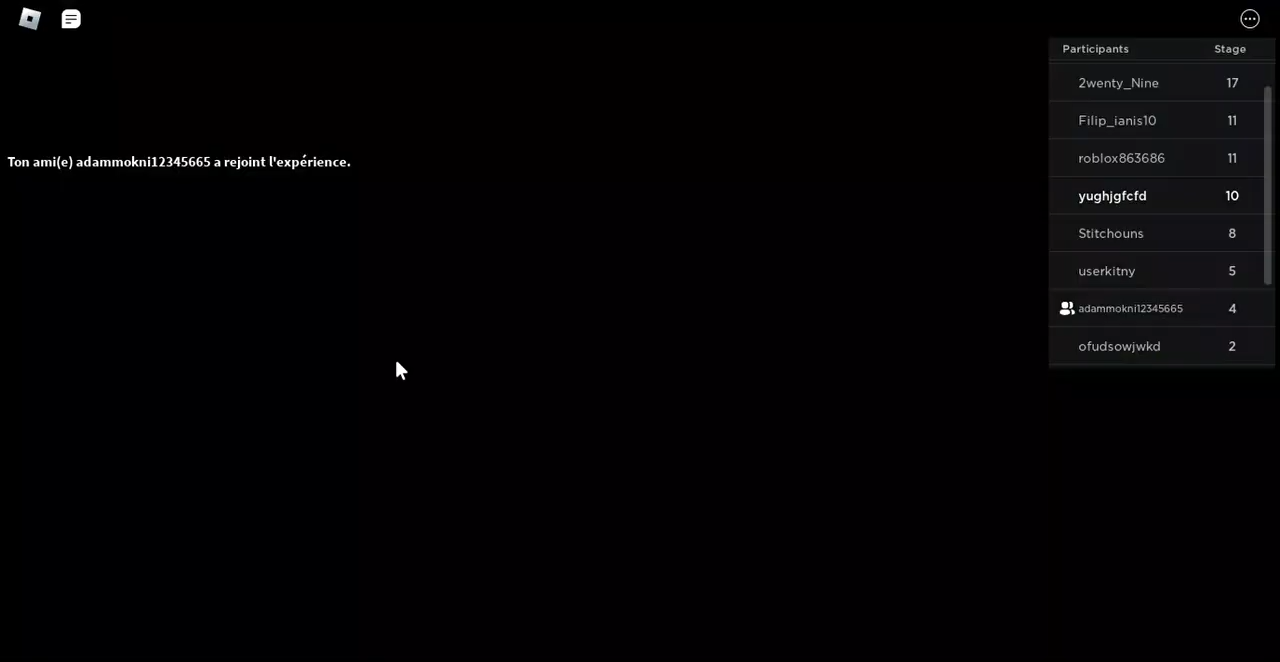 Participants Stage
2wenty_Nine 17
Filip_ianis10 11
Ton ami(e) adammokni12345665 a rejoint l'expérience.
roblox863686 11
yughjgfcfd 10
Stitchouns 8
userkitny 5
adammokni12345665 4
ofudsowjwkd 2